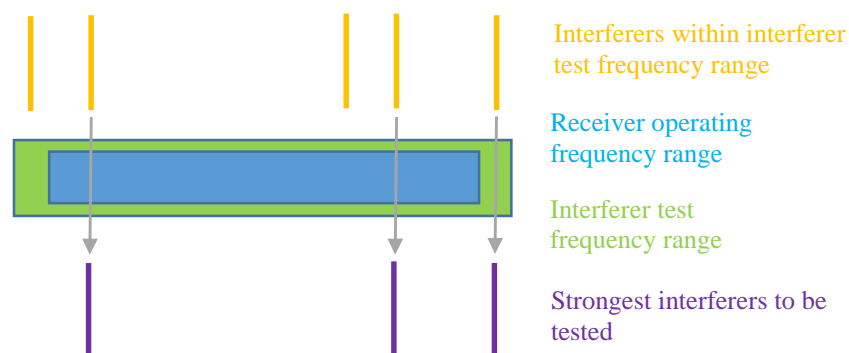 Interferers within interferer
test frequency range
Receiver operating
frequency range
Interferer test
frequency range
Strongest interferers to be
tested